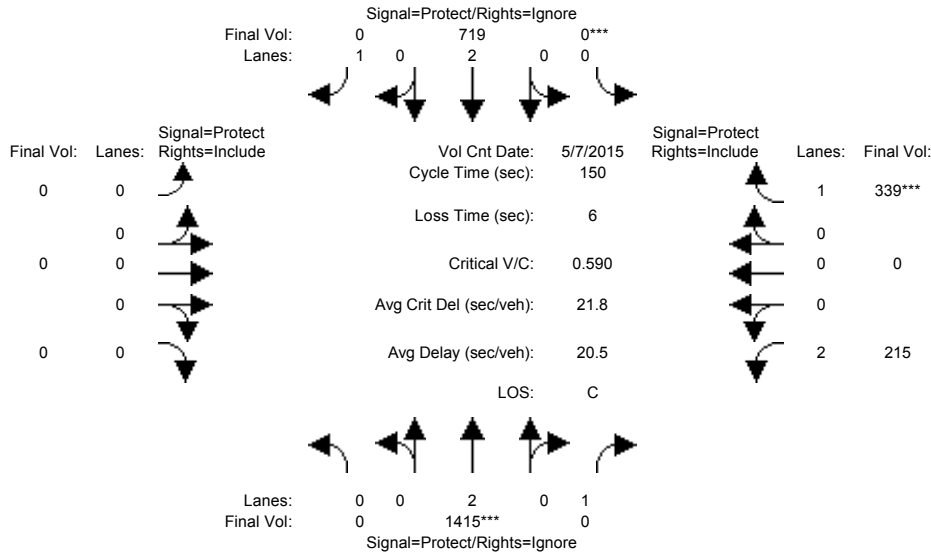 Signal=Protect/Rights=Ignore
Final Vol: 0 719 0***
Lanes: 1 0 2 0 0
Signal=Protect Signal=Protect
Final Vol: Lanes: Rights=Include Vol Cnt Date: 5/7/2015 Rights=Include Lanes: Final Vol:
Cycle Time (sec): 150
0 0 1 339***
Loss Time (sec): 6
0 0
0 0 Critical V/C: 0.590 0 0
0 Avg Crit Del (sec/veh): 21.8 0
0 0 Avg Delay (sec/veh): 20.5 2 215
LOS: C
Lanes: 0 0 2 0 1
Final Vol: 0 1415*** 0
Signal=Protect/Rights=Ignore